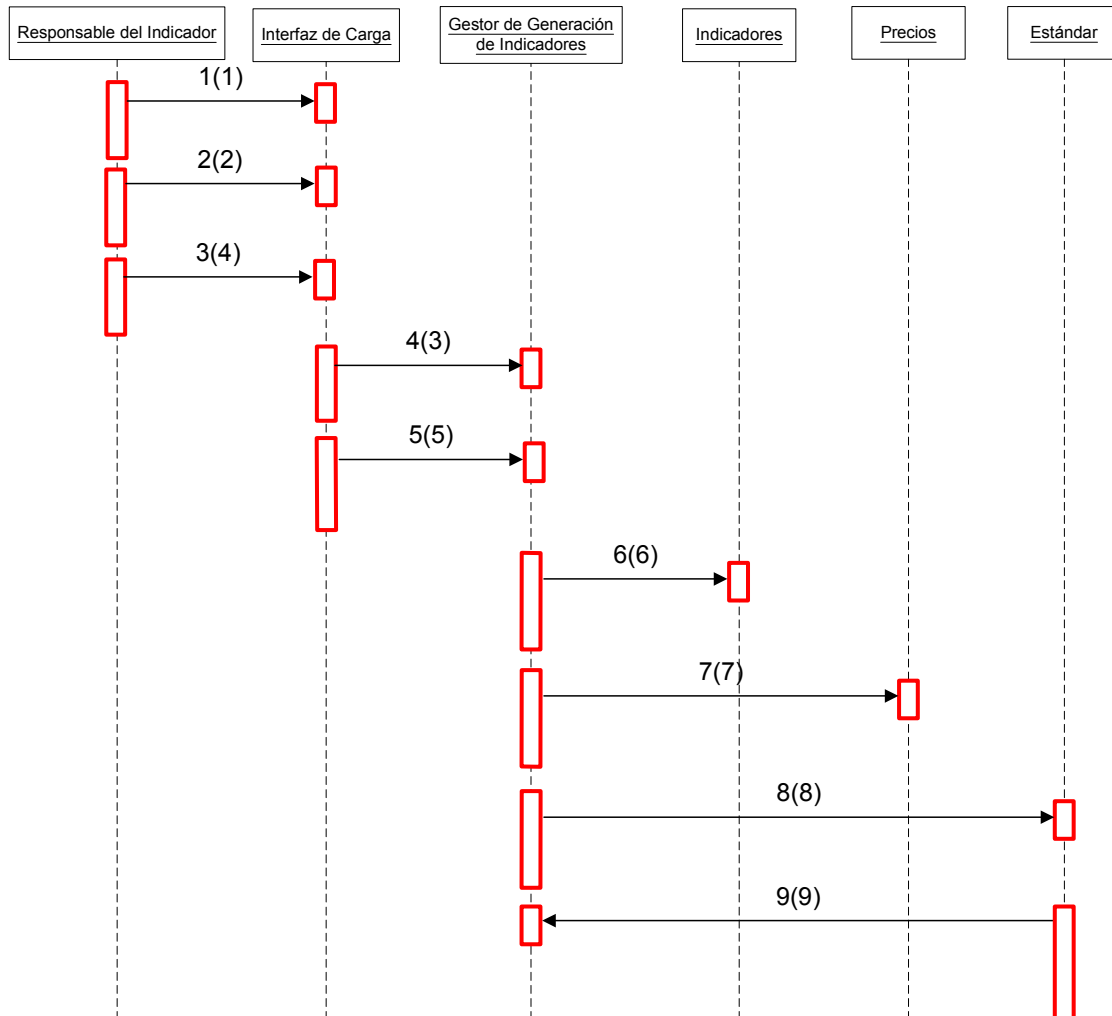 Responsable del Indicador
Interfaz de Carga
Gestor de Generación
de Indicadores
Indicadores
Precios
Estándar
1(1)
2(2)
3(4)
4(3)
5(5)
6(6)
7(7)
8(8)
9(9)